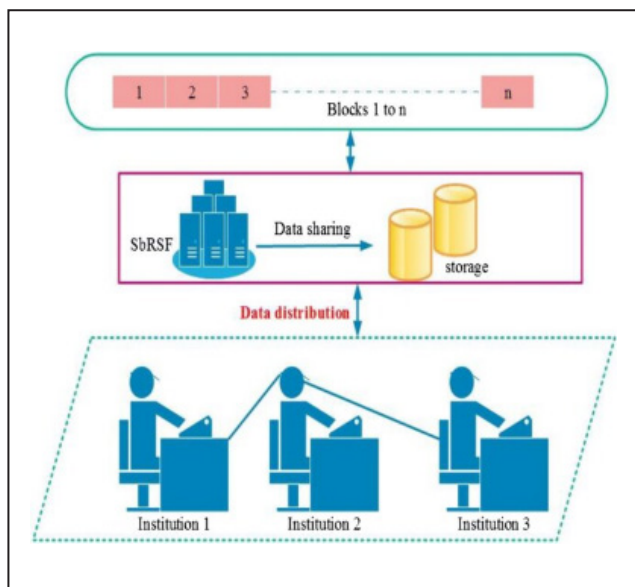 1 2 3 n
Blocks 1 to n
SbRSF
Data sharing
storage
Data distribution
Institution 1 Institution 2 Institution 3